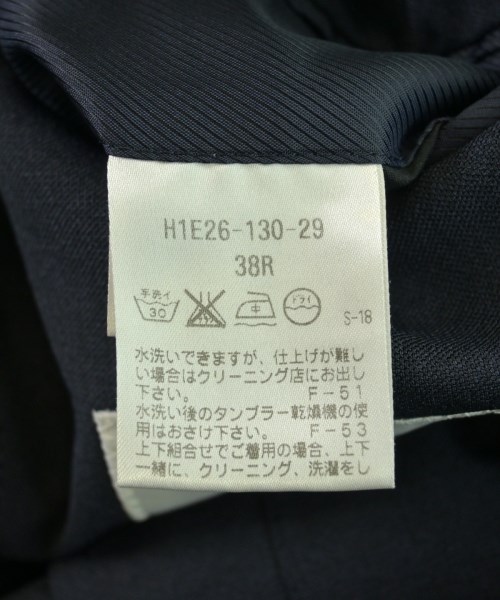 H1E26-130-29
38R
手洗イ
30
ドライ
S-18
水洗いできますが、仕上げが難し
い場合はクリーニング店にお出し
下さい。 F-51
水洗い後のタンブラー乾燥機の使
用はおさけ下さい。 F-53
上下組合せでご着用の場合、上下
一緒に、クリーニング、洗濯をし